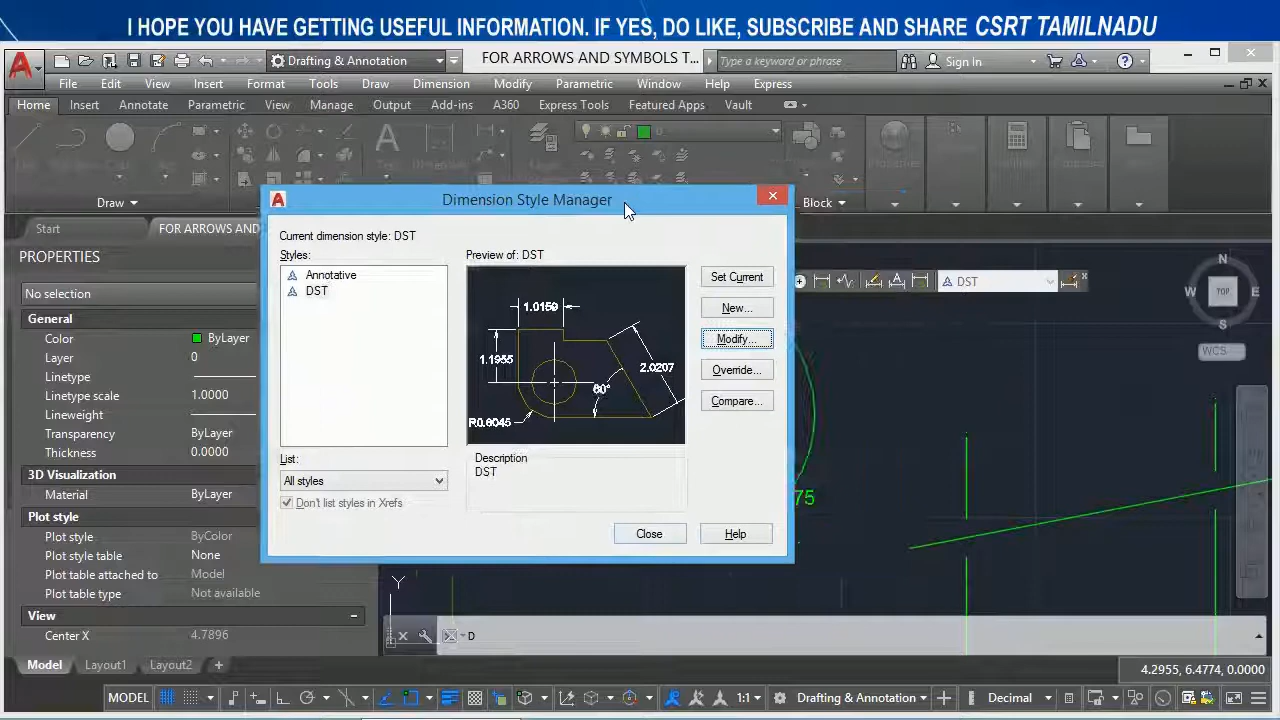 I HOPE YOU HAVE GETTING USEFUL INFORMATION. IF YES, DO LIKE, SUBSCRIBE AND SHARE CSRT TAMILNADU
Drafting & Annotation
FOR ARROWS AND SYMBOLS T...
Type a keyword or phrase
Sign In
File Edit View Insert Format Tools Draw Dimension Modify Parametric Window Help Express
Home Insert Annotate Parametric View Manage Output Add-ins A360 Express Tools Featured Apps Vault
Draw
Block
Start
FOR ARROWS AND
Dimension Style Manager
Current dimension style: DST
Styles:
Annotative
DST
List:
All styles
Don't list styles in Xrefs
Preview of: DST
1.0159
1.1955
2.0207
60°
R0.8045
Description
DST
Set Current
New...
Modify...
Override...
Compare...
Close
Help
PROPERTIES
No selection
General
Color ByLayer
Layer 0
Linetype
Linetype scale 1.0000
Lineweight
Transparency ByLayer
Thickness 0.0000
3D Visualization
Material ByLayer
Plot style
Plot style ByColor
Plot style table None
Plot table attached to Model
Plot table type Not available
View
Center X 4.7896
DST
N
W TOP E
S
WCS
75
Y
D
Model Layout1 Layout2 +
4.2955, 6.4774, 0.0000
MODEL
1:1
Drafting & Annotation
Decimal